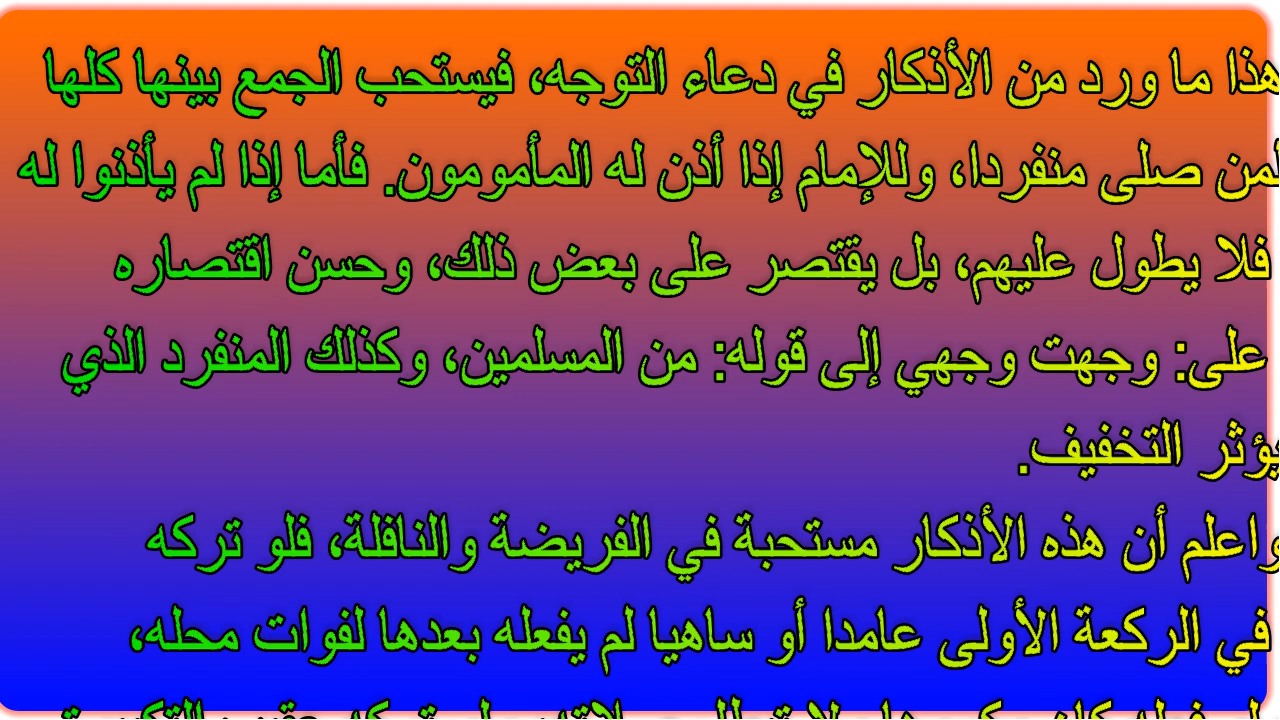 هذا ما ورد من الأذكار في دعاء التوجه، فيستحب الجمع بينها كلها
لمن صلى منفردا، وللإمام إذا أذن له المأمومون. فأما إذا لم يأذنوا له
فلا يطول عليهم، بل يقتصر على بعض ذلك، وحسن اقتصاره
على: وجهت وجهي إلى قوله: من المسلمين، وكذلك المنفرد الذي
يؤثر التخفيف.
واعلم أن هذه الأذكار مستحبة في الفريضة والنافلة، فلو تركه
في الركعة الأولى عامدا أو ساهيا لم يفعله بعدها لفوات محله،